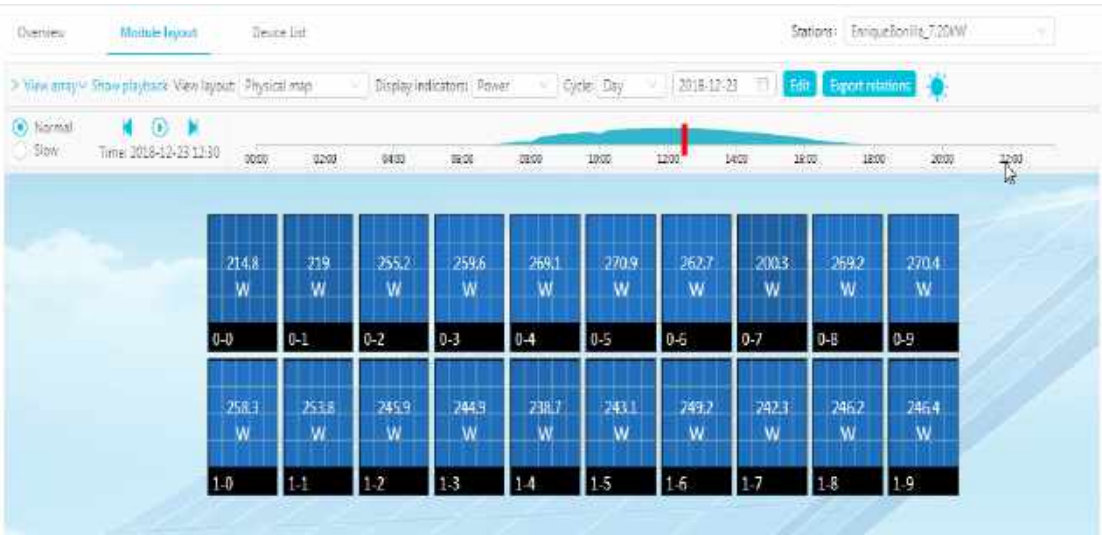 Overview Module layout Device List Stations: EnriqueBonilla_7.20kW
> View array Show playback View layout: Physical map Display indicators: Power Cycle: Day 2018-12-23 Edit Export relations
Normal
Slow Time: 2018-12-23 12:30
00:00 02:00 04:00 06:00 08:00 10:00 12:00 14:00 16:00 18:00 20:00 22:00
214.8 219 255.2 259.6 269.1 270.9 262.7 200.3 269.2 270.4
W W W W W W W W W W
0-0 0-1 0-2 0-3 0-4 0-5 0-6 0-7 0-8 0-9
258.3 253.8 245.9 244.9 238.7 243.1 249.2 242.3 246.2 246.4
W W W W W W W W W W
1-0 1-1 1-2 1-3 1-4 1-5 1-6 1-7 1-8 1-9